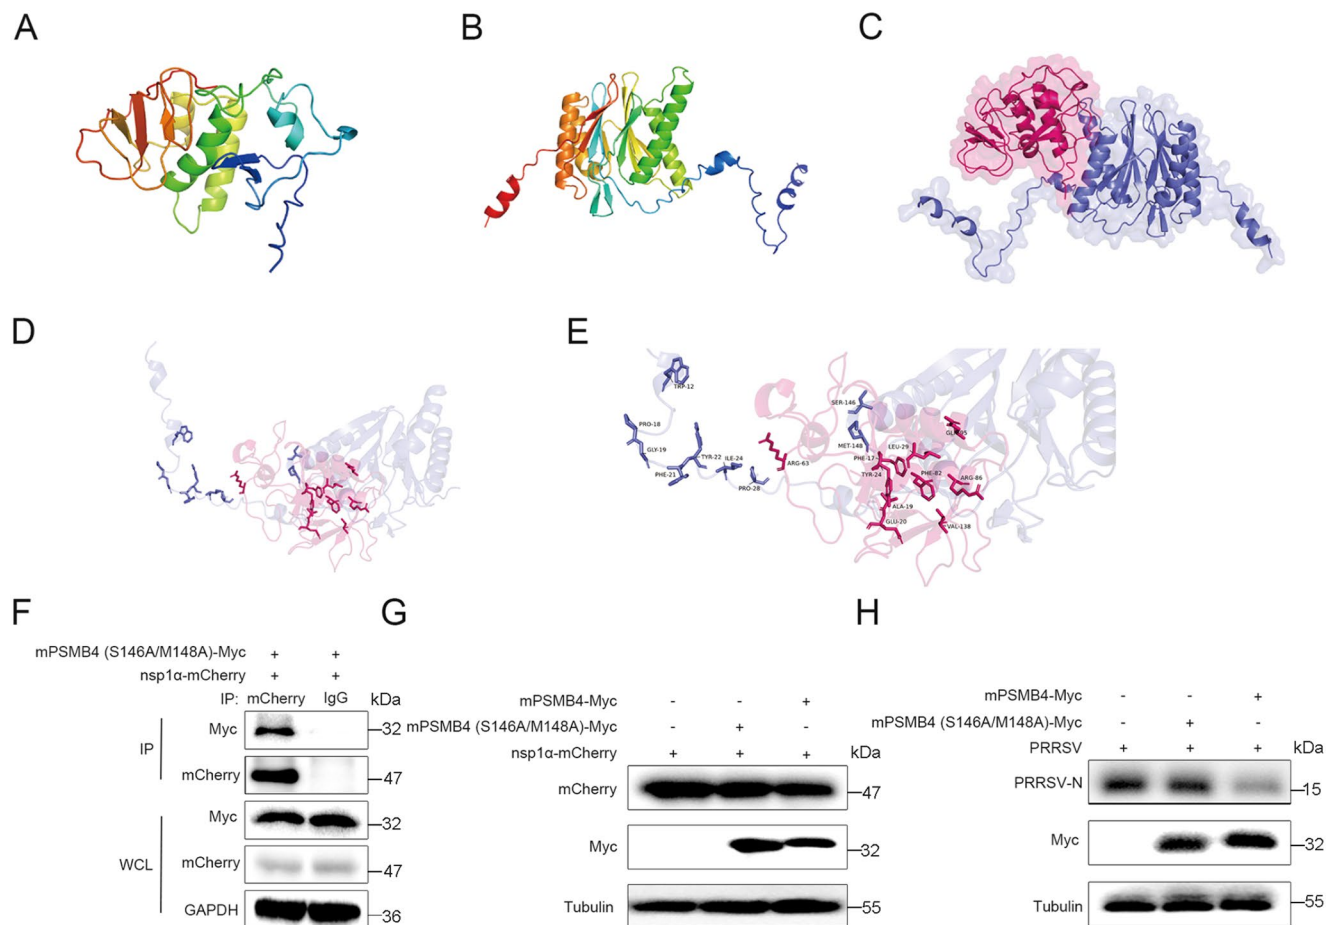 A
B
C
D
E
TRP-12
SER-146
PRO-18
MET-148
LEU-29
GLY-19
TYR-22
ILE-24
ARG-63
PHE-17
PHE-82
ARG-86
PHE-21
TYR-24
PRO-28
ALA-19
GLU-20
VAL-138
F
mPSMB4 (S146A/M148A)-Myc + +
nsp1α-mCherry + +
IP: mCherry IgG kDa
IP
Myc 32
mCherry 47
WCL
Myc 32
mCherry 47
GAPDH 36
G
mPSMB4-Myc - - +
mPSMB4 (S146A/M148A)-Myc - + -
nsp1α-mCherry + + + kDa
mCherry 47
Myc 32
Tubulin 55
H
mPSMB4-Myc - - +
mPSMB4 (S146A/M148A)-Myc - + -
PRRSV + + + kDa
PRRSV-N 15
Myc 32
Tubulin 55